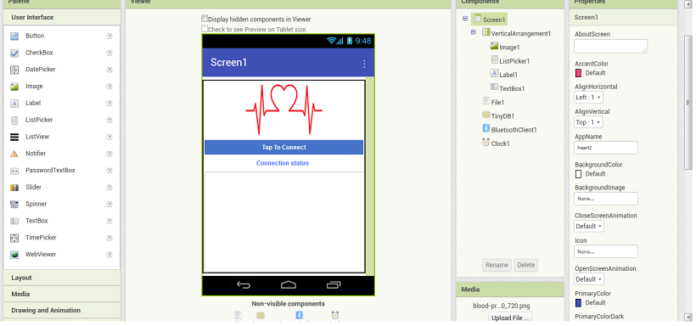 Palette
User Interface
Button
CheckBox
DatePicker
Image
Label
ListPicker
ListView
Notifier
PasswordTextBox
Slider
Spinner
TextBox
TimePicker
WebViewer
Layout
Media
Drawing and Animation
Viewer
Display hidden components in Viewer
Check to see Preview on Tablet size
9:48
Screen1
Tap To Connect
Connection status
Non-visible components
Components
Screen1
VerticalArrangement1
Image1
ListPicker1
Label1
TextBox1
File1
TinyDB1
BluetoothClient1
Clock1
Rename Delete
Media
blood-pr...0_720.png
Upload File ...
Properties
Screen1
AboutScreen
AccentColor
Default
AlignHorizontal
Left : 1
AlignVertical
Top : 1
AppName
heart2
BackgroundColor
Default
BackgroundImage
None...
CloseScreenAnimation
Default
Icon
None...
OpenScreenAnimation
Default
PrimaryColor
Default
PrimaryColorDark